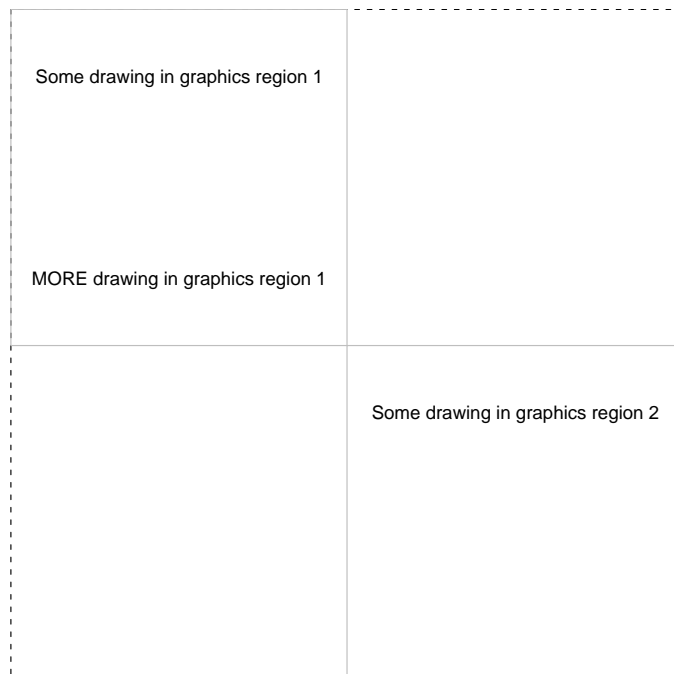 Some drawing in graphics region 1
MORE drawing in graphics region 1
Some drawing in graphics region 2